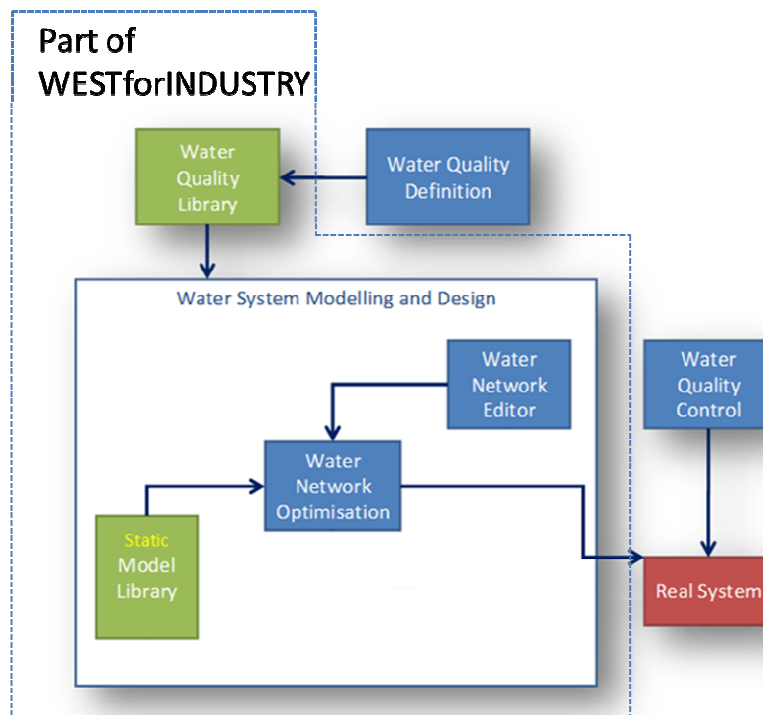 Part of
WESTforINDUSTRY
Water
Quality
Library
Water Quality
Definition
Water System Modelling and Design
Water
Network
Editor
Water
Quality
Control
Water
Network
Optimisation
Static
Model
Library
Real System